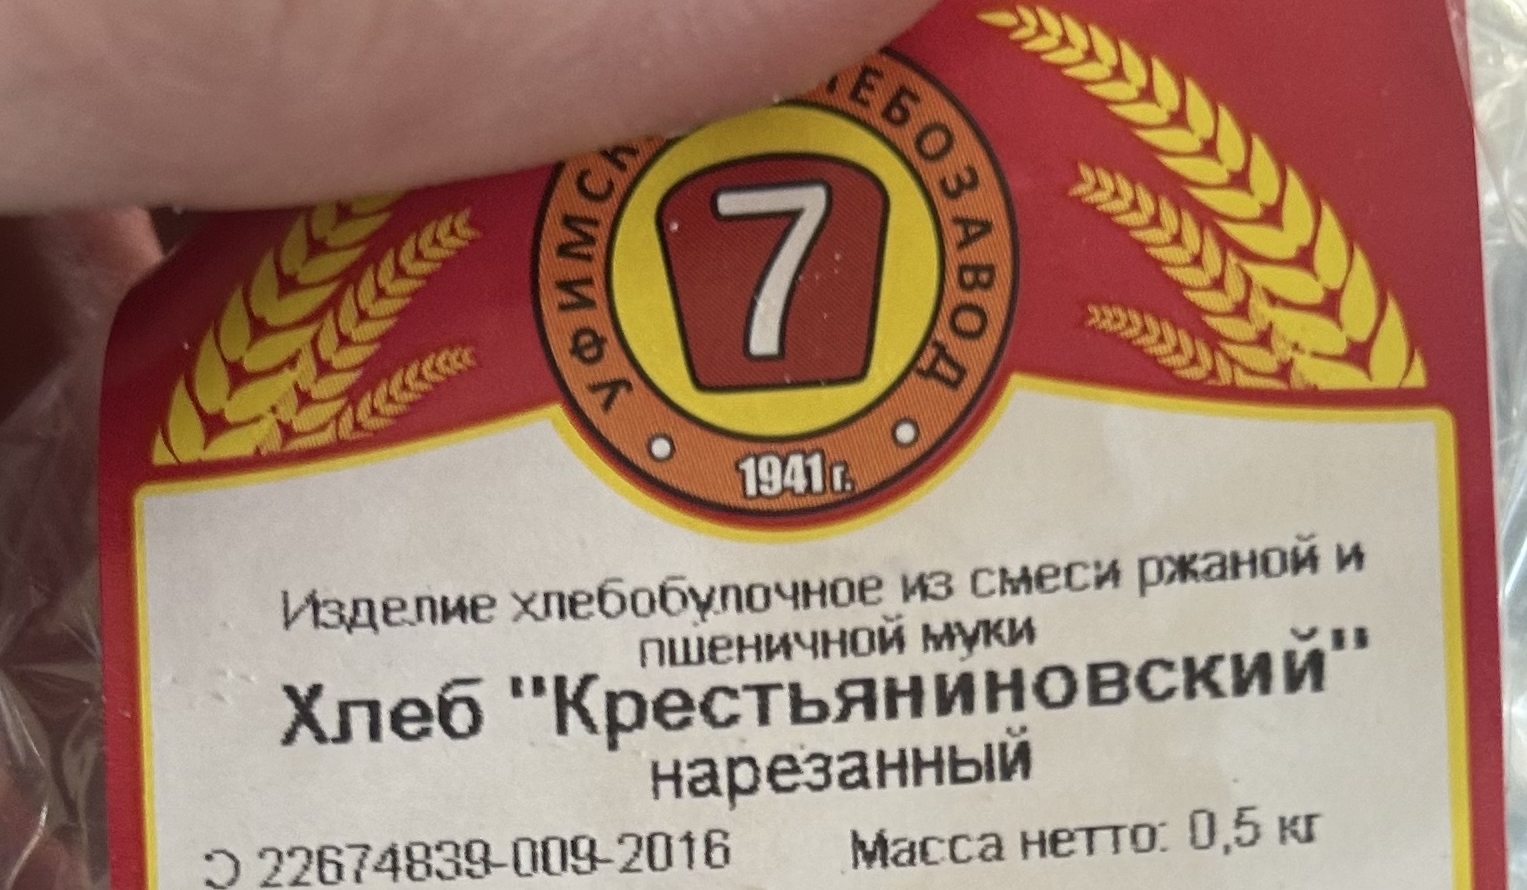 УФИМСК ЛЕБОЗАВОД
7
1941 г.
Изделие хлебобулочное из смеси ржаной и
пшеничной муки
Хлеб "Крестьяниновский"
нарезанный
22674839-009-2016 Масса нетто: 0,5 кг